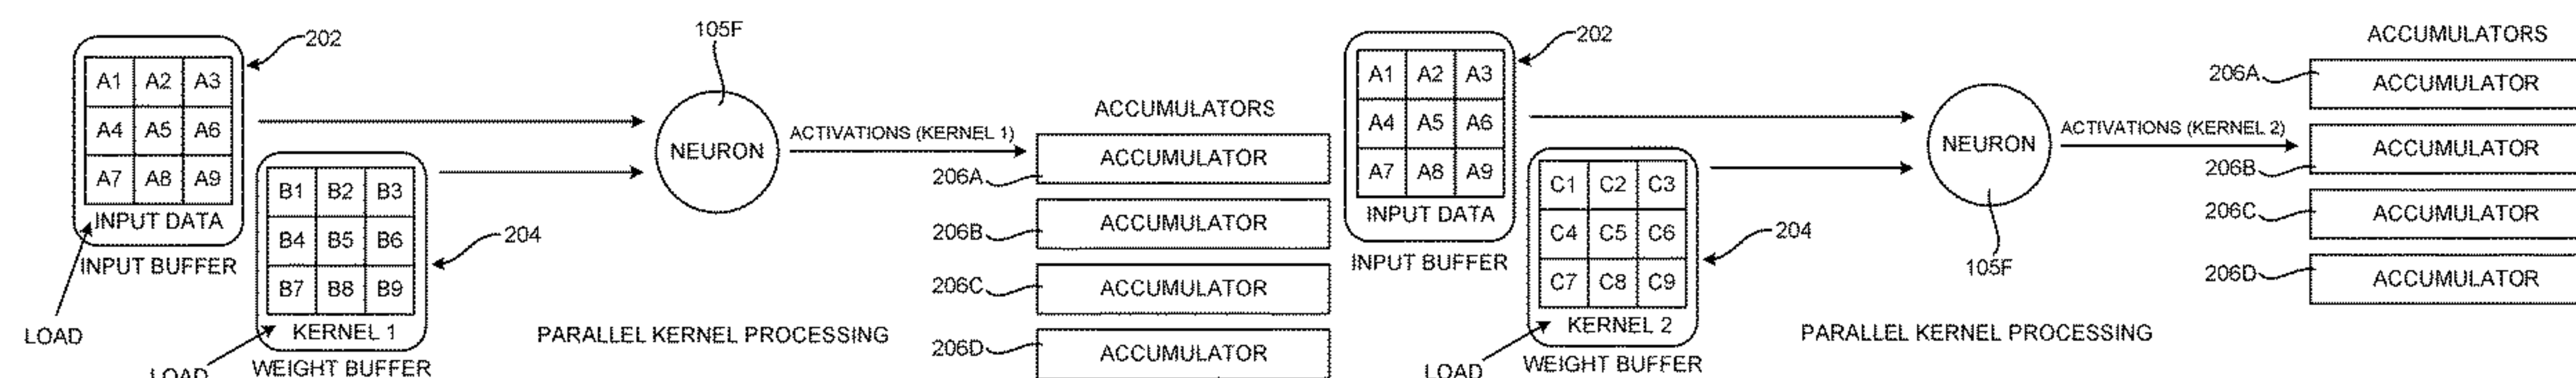 202
A1 A2 A3
A4 A5 A6
A7 A8 A9
INPUT DATA
INPUT BUFFER
LOAD
B1 B2 B3
B4 B5 B6
B7 B8 B9
KERNEL 1
WEIGHT BUFFER
204
LOAD
105F
NEURON
ACTIVATIONS (KERNEL 1)
PARALLEL KERNEL PROCESSING
ACCUMULATORS
206A
ACCUMULATOR
206B
ACCUMULATOR
206C
ACCUMULATOR
206D
ACCUMULATOR
202
A1 A2 A3
A4 A5 A6
A7 A8 A9
INPUT DATA
INPUT BUFFER
C1 C2 C3
C4 C5 C6
C7 C8 C9
KERNEL 2
WEIGHT BUFFER
204
LOAD
NEURON
105F
ACTIVATIONS (KERNEL 2)
PARALLEL KERNEL PROCESSING
ACCUMULATORS
206A
ACCUMULATOR
206B
ACCUMULATOR
206C
ACCUMULATOR
206D
ACCUMULATOR